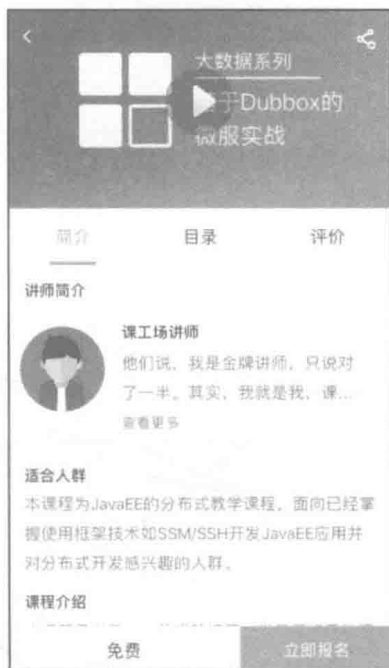 大数据系列
基于Dubbox的
微服实战
简介 目录 评价
讲师简介
课工场讲师
他们说，我是金牌讲师，只说对
了一半。其实，我就是我，课...
查看更多
适合人群
本课程为JavaEE的分布式教学课程，面向已经掌
握使用框架技术如SSM/SSH开发JavaEE应用并
对分布式开发感兴趣的人群。
课程介绍
免费 立即报名